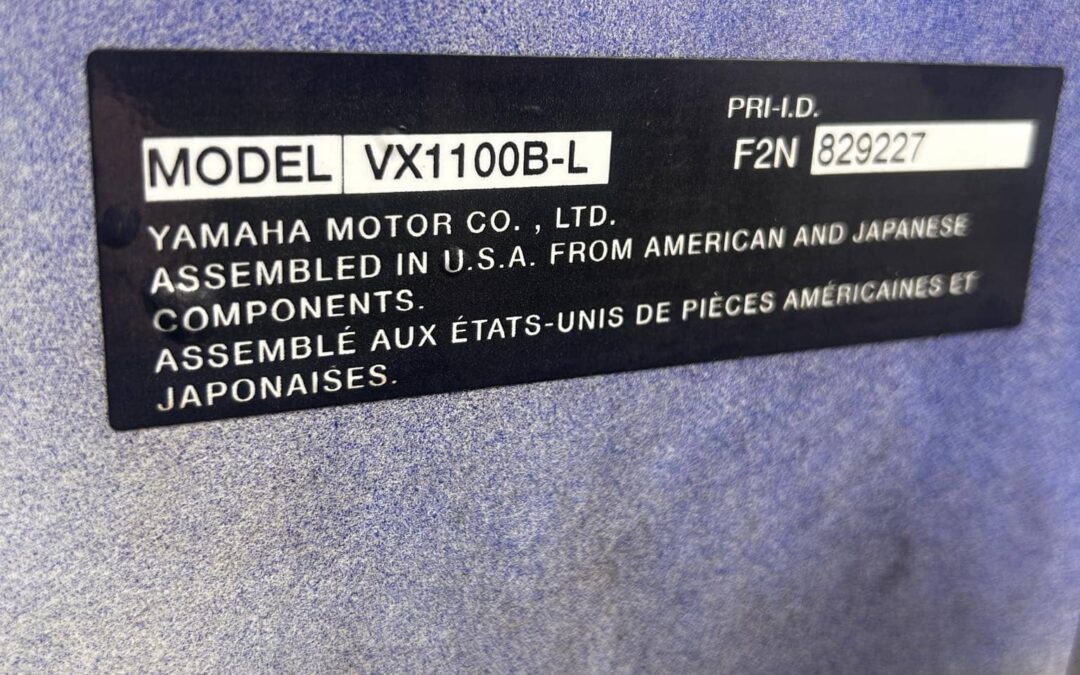 PRI-I.D.
MODEL VX1100B-L F2N 829227
YAMAHA MOTOR CO. , LTD.
ASSEMBLED IN U.S.A. FROM AMERICAN AND JAPANESE
COMPONENTS.
ASSEMBLÉ AUX ÉTATS-UNIS DE PIÈCES AMÉRICAINES ET
JAPONAISES.